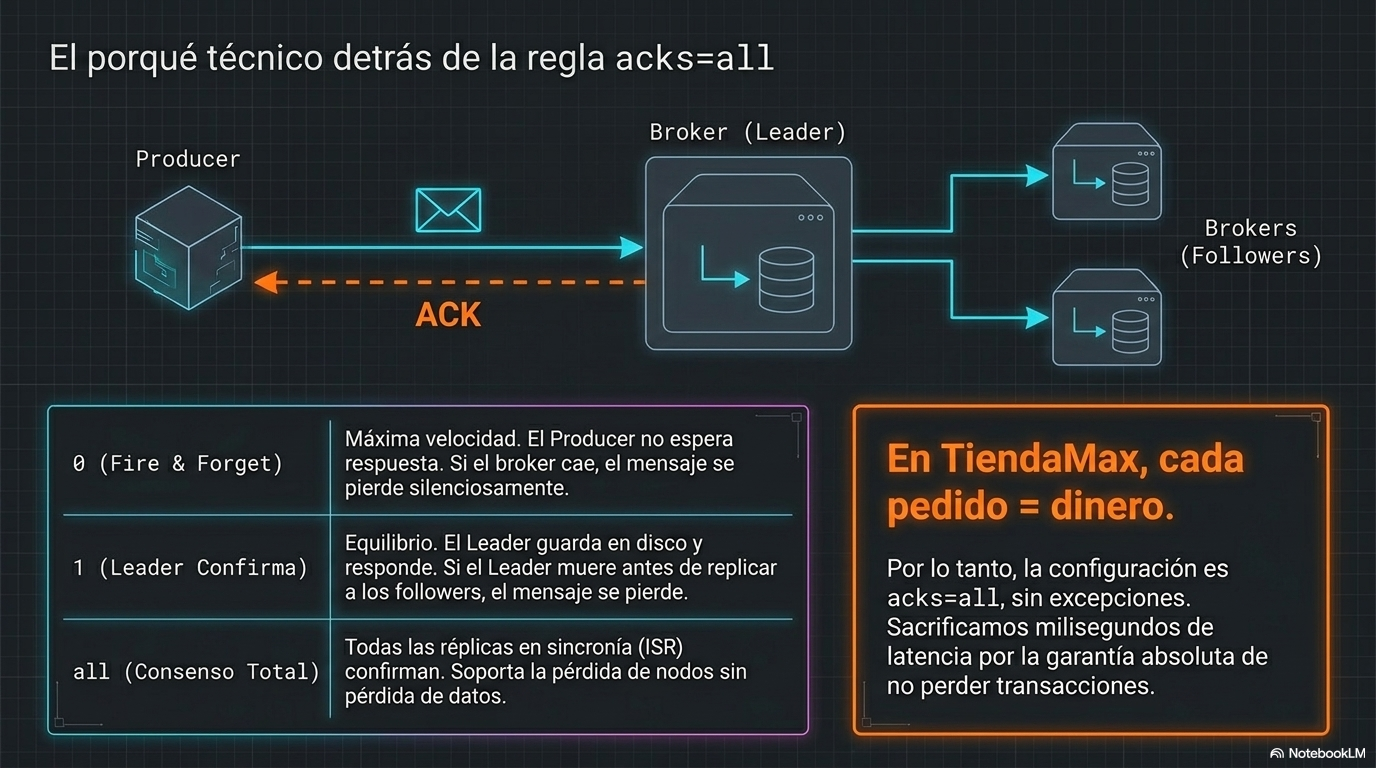 El porqué técnico detrás de la regla acks=all
Producer
Broker (Leader)
Brokers
(Followers)
ACK
0 (Fire & Forget)
Máxima velocidad. El Producer no espera
respuesta. Si el broker cae, el mensaje se
pierde silenciosamente.
1 (Leader Confirma)
Equilibrio. El Leader guarda en disco y
responde. Si el Leader muere antes de replicar
a los followers, el mensaje se pierde.
all (Consenso Total)
Todas las réplicas en sincronía (ISR)
confirman. Soporta la pérdida de nodos sin
pérdida de datos.
En TiendaMax, cada
pedido = dinero.
Por lo tanto, la configuración es
acks=all, sin excepciones.
Sacrificamos milisegundos de
latencia por la garantía absoluta de
no perder transacciones.
NotebookLM